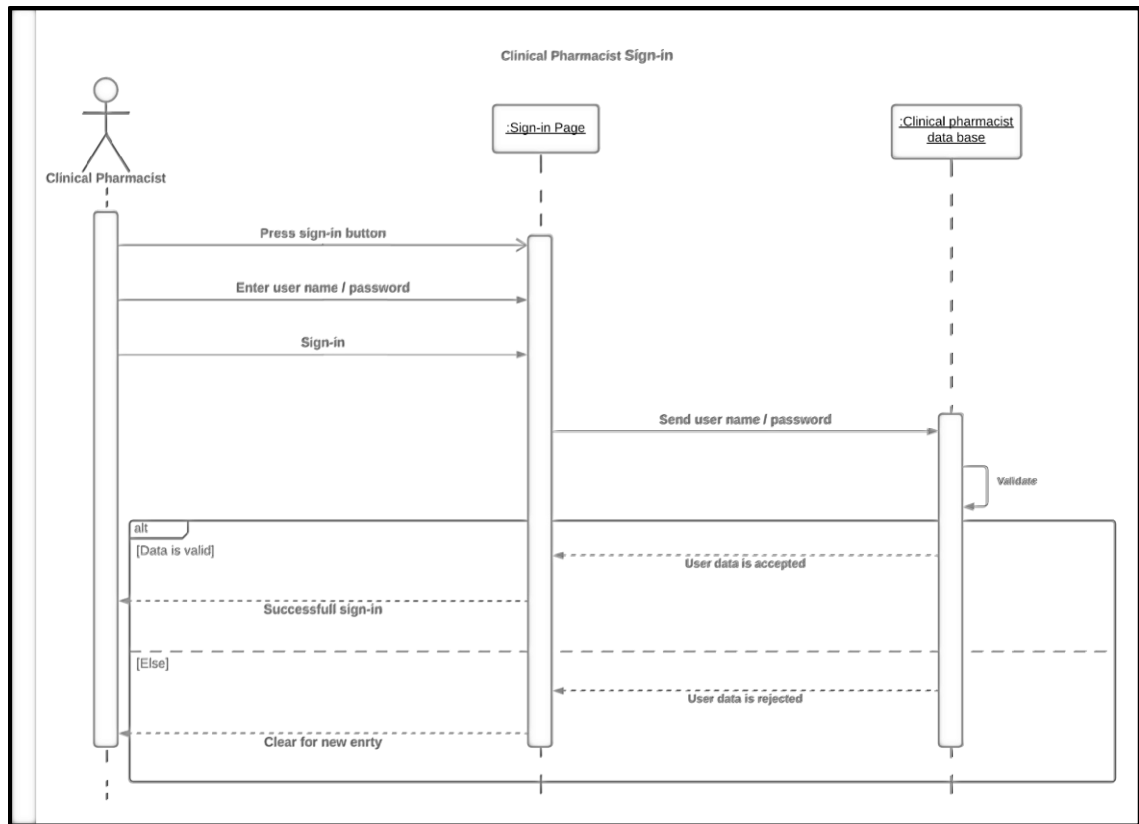 Clinical Pharmacist Sign-in
:Sign-in Page
:Clinical pharmacist
data base
Clinical Pharmacist
Press sign-in button
Enter user name / password
Sign-in
Send user name / password
Validate
alt
[Data is valid]
User data is accepted
Successfull sign-in
[Else]
User data is rejected
Clear for new enrty